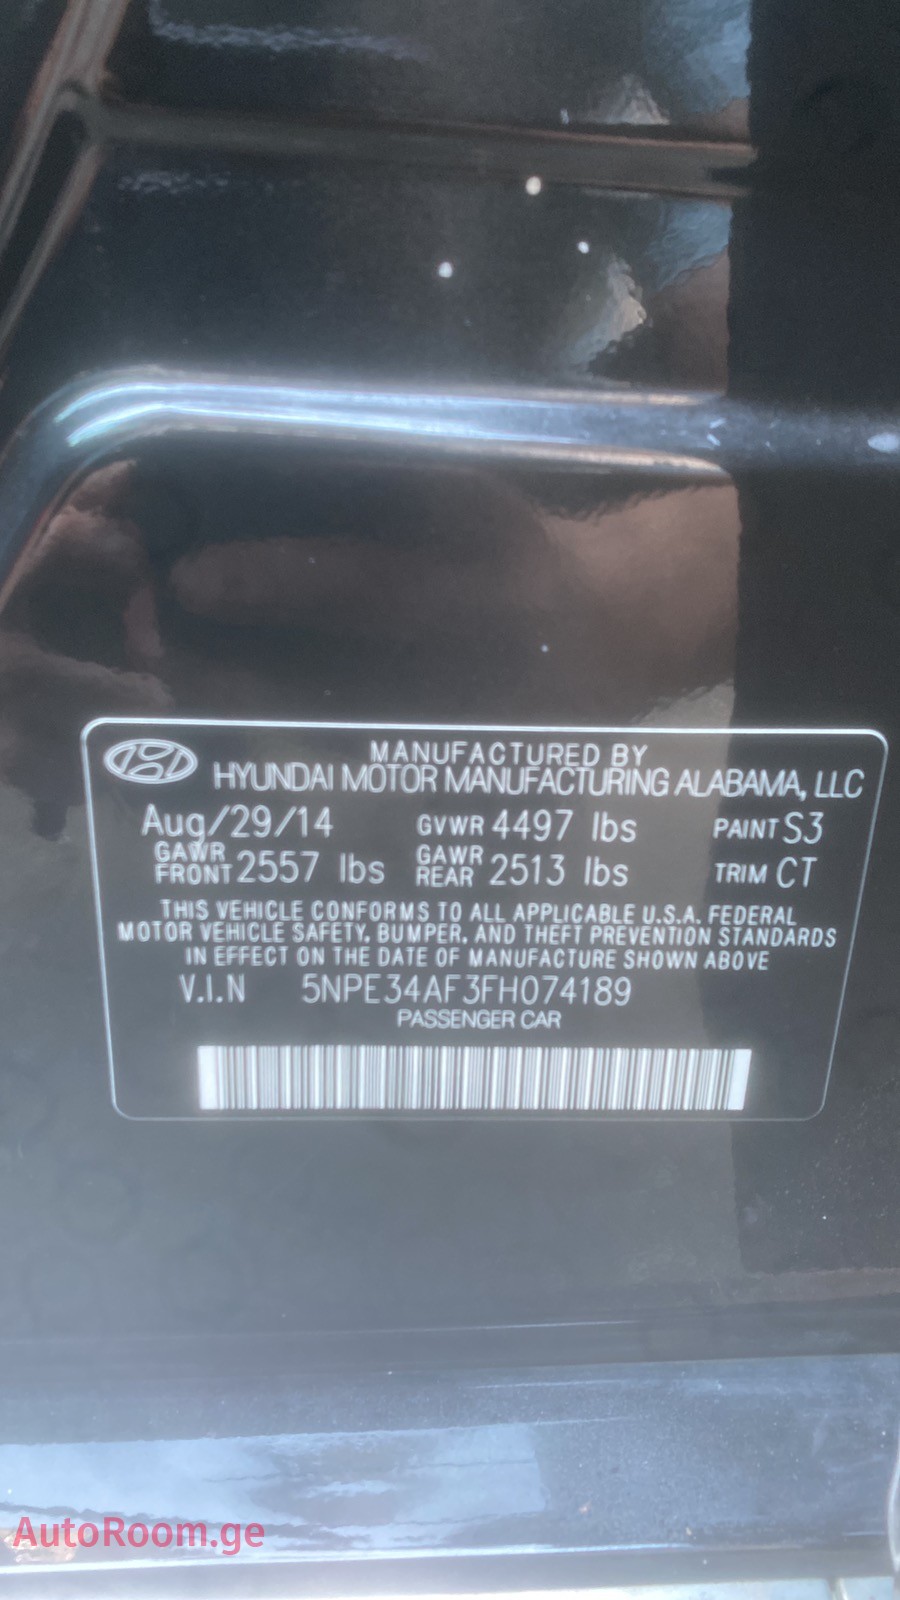 MANUFACTURED BY
HYUNDAI MOTOR MANUFACTURING ALABAMA, LLC
Aug/29/14 GVWR 4497 lbs PAINT S3
GAWR FRONT 2557 lbs GAWR REAR 2513 lbs TRIM CT
THIS VEHICLE CONFORMS TO ALL APPLICABLE U.S.A. FEDERAL
MOTOR VEHICLE SAFETY, BUMPER, AND THEFT PREVENTION STANDARDS
IN EFFECT ON THE DATE OF MANUFACTURE SHOWN ABOVE
V.I.N 5NPE34AF3FH074189
PASSENGER CAR
AutoRoom.ge